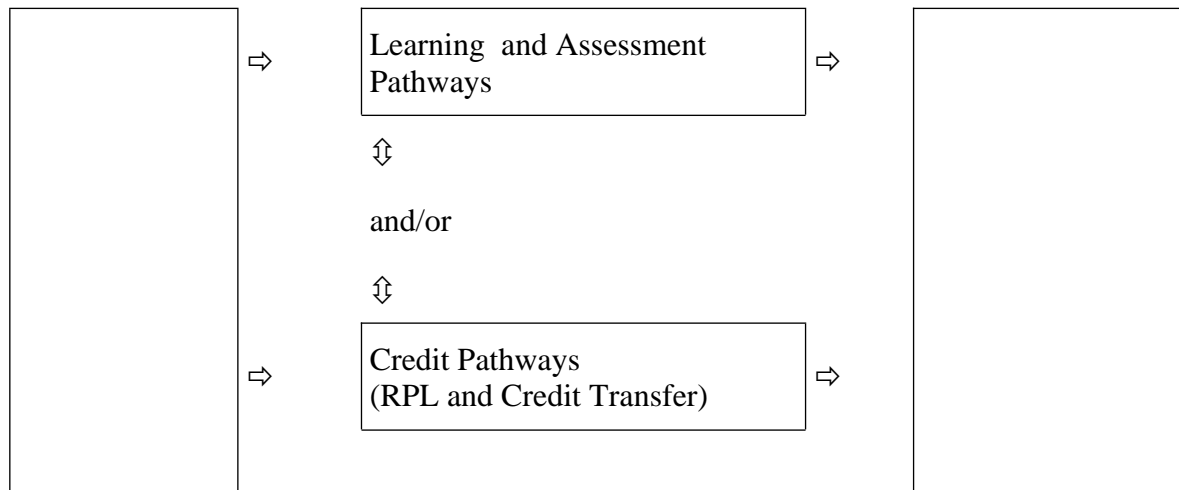 Learning and Assessment
Pathways
and/or
Credit Pathways
(RPL and Credit Transfer)